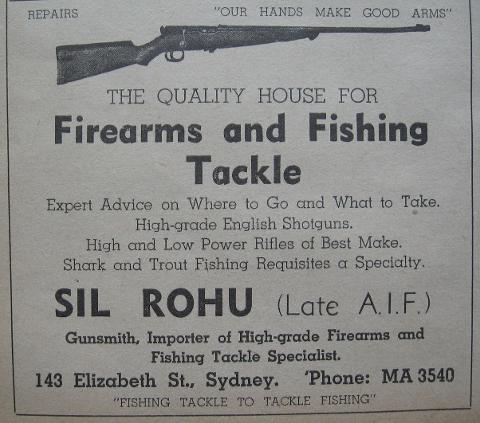 REPAIRS "OUR HANDS MAKE GOOD ARMS"
THE QUALITY HOUSE FOR
Firearms and Fishing
Tackle
Expert Advice on Where to Go and What to Take.
High-grade English Shotguns.
High and Low Power Rifles of Best Make.
Shark and Trout Fishing Requisites a Specialty.
SIL ROHU (Late A.I.F.)
Gunsmith, Importer of High-grade Firearms and
Fishing Tackle Specialist.
143 Elizabeth St., Sydney. 'Phone: MA 3540
"FISHING TACKLE TO TACKLE FISHING"